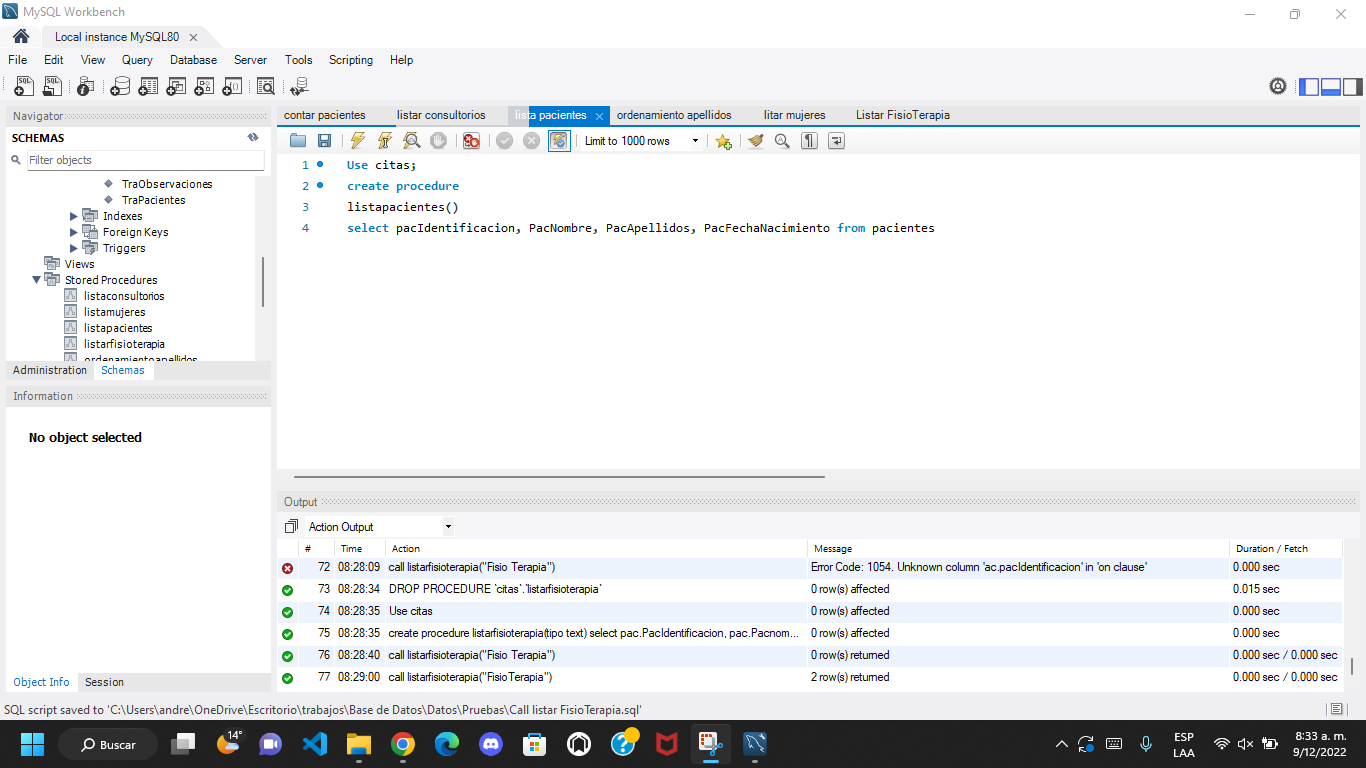 MySQL Workbench
Local instance MySQL80
File Edit View Query Database Server Tools Scripting Help
Navigator
SCHEMAS
Filter objects
TraObservaciones
TraPacientes
Indexes
Foreign Keys
Triggers
Views
Stored Procedures
listaconsultorios
listamujeres
listapacientes
listarfisioterapia
ordenamientoapellidos
Administration Schemas
Information
No object selected
Object Info Session
contar pacientes listar consultorios lista pacientes ordenamiento apellidos litar mujeres Listar FisioTerapia
Limit to 1000 rows
1 Use citas;
2 create procedure
3 listapacientes()
4 select pacIdentificacion, PacNombre, PacApellidos, PacFechaNacimiento from pacientes
Output
Action Output
# Time Action Message Duration / Fetch
72 08:28:09 call listarfisioterapia("Fisio Terapia") Error Code: 1054. Unknown column 'ac.pacIdentificacion' in 'on clause' 0.000 sec
73 08:28:34 DROP PROCEDURE `citas`.`listarfisioterapia` 0 row(s) affected 0.015 sec
74 08:28:35 Use citas 0 row(s) affected 0.000 sec
75 08:28:35 create procedure listarfisioterapia(tipo text) select pac.PacIdentificacion, pac.Pacnom... 0 row(s) affected 0.000 sec
76 08:28:40 call listarfisioterapia("Fisio Terapia") 0 row(s) returned 0.000 sec / 0.000 sec
77 08:29:00 call listarfisioterapia("FisioTerapia") 2 row(s) returned 0.000 sec / 0.000 sec
SQL script saved to 'C:\Users\andre\OneDrive\Escritorio\trabajos\Base de Datos\Datos\Pruebas\Call listar FisioTerapia.sql'
Buscar
14°
ESP
LAA
8:33 a. m.
9/12/2022